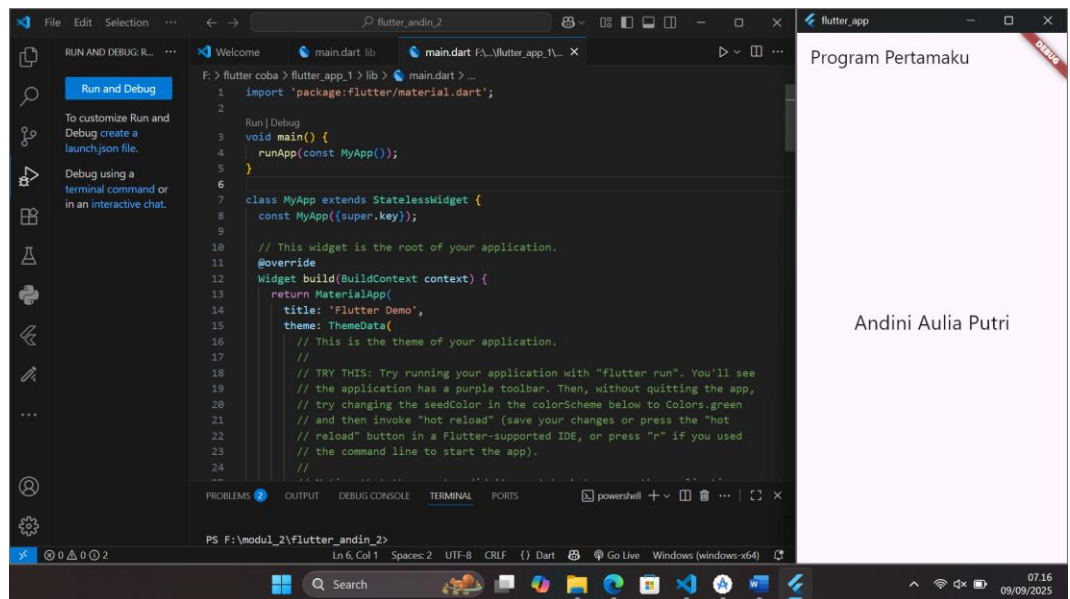 File Edit Selection ...
flutter_andin_2
RUN AND DEBUG: R... ...
Run and Debug
To customize Run and
Debug create a
launch.json file.
Debug using a
terminal command or
in an interactive chat.
Welcome
main.dart lib
main.dart F:\...\flutter_app_1\...
F: > flutter coba > flutter_app_1 > lib > main.dart > ...
1 import 'package:flutter/material.dart';
2
Run | Debug
3 void main() {
4 runApp(const MyApp());
5 }
6
7 class MyApp extends StatelessWidget {
8 const MyApp({super.key});
9
10 // This widget is the root of your application.
11 @override
12 Widget build(BuildContext context) {
13 return MaterialApp(
14 title: 'Flutter Demo',
15 theme: ThemeData(
16 // This is the theme of your application.
17 //
18 // TRY THIS: Try running your application with "flutter run". You'll see
19 // the application has a purple toolbar. Then, without quitting the app,
20 // try changing the seedColor in the colorScheme below to Colors.green
21 // and then invoke "hot reload" (save your changes or press the "hot
22 // reload" button in a Flutter-supported IDE, or press "r" if you used
23 // the command line to start the app).
24 //
PROBLEMS 2 OUTPUT DEBUG CONSOLE TERMINAL PORTS
powershell
PS F:\modul_2\flutter_andin_2>
0 0 2
Ln 6, Col 1 Spaces: 2 UTF-8 CRLF {} Dart Go Live Windows (windows-x64)
flutter_app
Program Pertamaku
DEBUG
Andini Aulia Putri
Search
07.16
09/09/2025